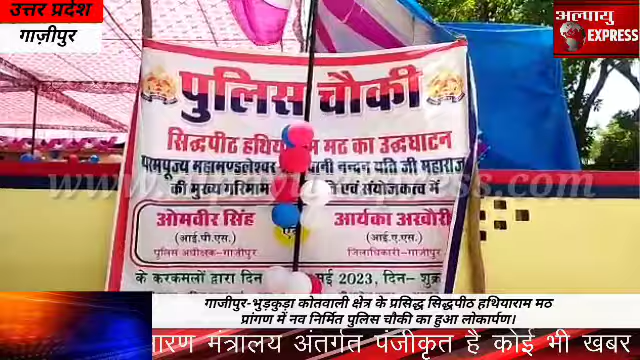 उत्तर प्रदेश
गाज़ीपुर
अल्पायु
EXPRESS
पुलिस चौकी
सिद्धपीठ हथियाराम मठ का उद्घघाटन
परमपूज्य महामण्डलेश्वर नन्दन यति जी महाराज
की मुख्य गरिमाम एवं संयोजकत्व में
ओमवीर सिंह
(आई.पी.एस.)
पुलिस अधीक्षक-गाजीपुर
आर्यका अखौरी
(आई.ए.एस.)
जिलाधिकारी-गाजीपुर
के करकमलों द्वारा दिन मई 2023, दिन- शुक्र
गाजीपुर-भुड़कुड़ा कोतवाली क्षेत्र के प्रसिद्ध सिद्धपीठ हथियाराम मठ
प्रांगण में नव निर्मित पुलिस चौकी का हुआ लोकार्पण।
ारण मंत्रालय अंतर्गत पंजीकृत है कोई भी खबर